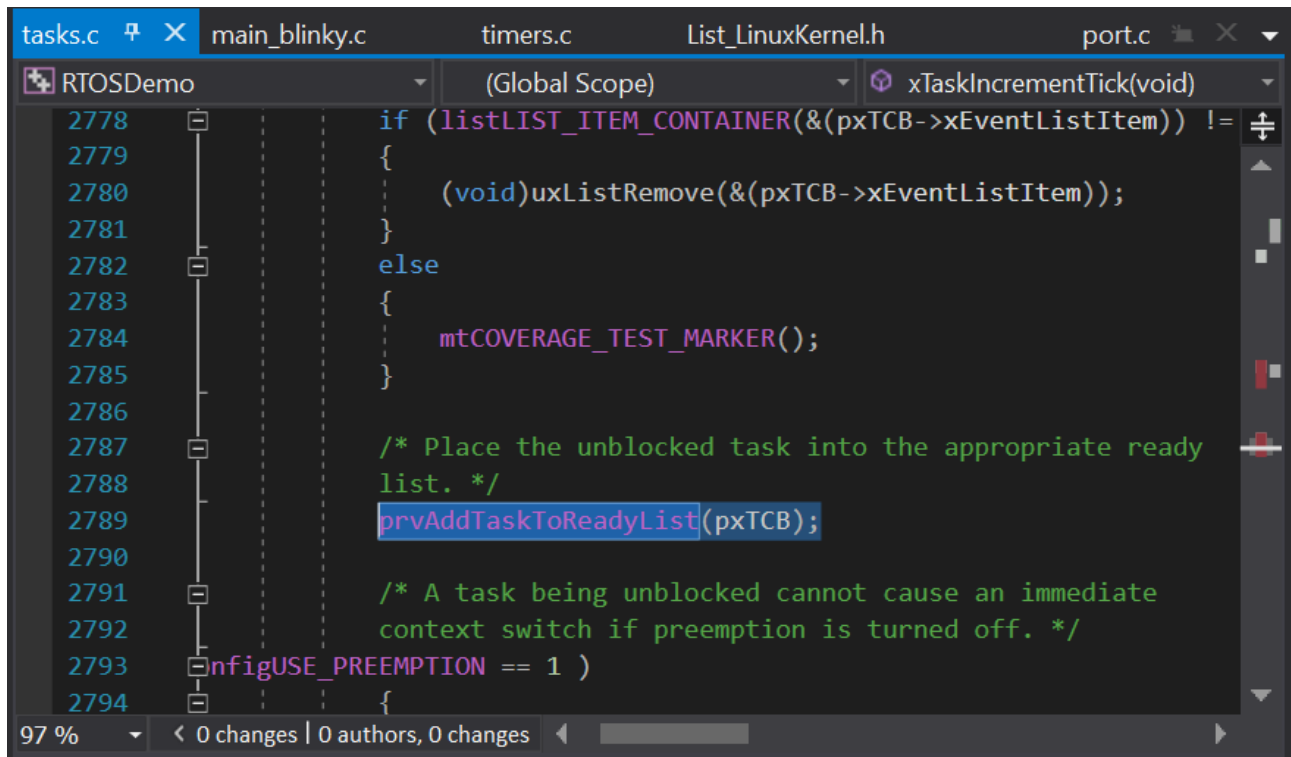 tasks.c main_blinky.c timers.c List_LinuxKernel.h port.c
RTOSDemo (Global Scope) xTaskIncrementTick(void)
2778 if (listLIST_ITEM_CONTAINER(&(pxTCB->xEventListItem)) !=
2779 {
2780 (void)uxListRemove(&(pxTCB->xEventListItem));
2781 }
2782 else
2783 {
2784 mtCOVERAGE_TEST_MARKER();
2785 }
2786
2787 /* Place the unblocked task into the appropriate ready
2788 list. */
2789 prvAddTaskToReadyList(pxTCB);
2790
2791 /* A task being unblocked cannot cause an immediate
2792 context switch if preemption is turned off. */
2793 nfigUSE_PREEMPTION == 1 )
2794 {
97 % < 0 changes | 0 authors, 0 changes